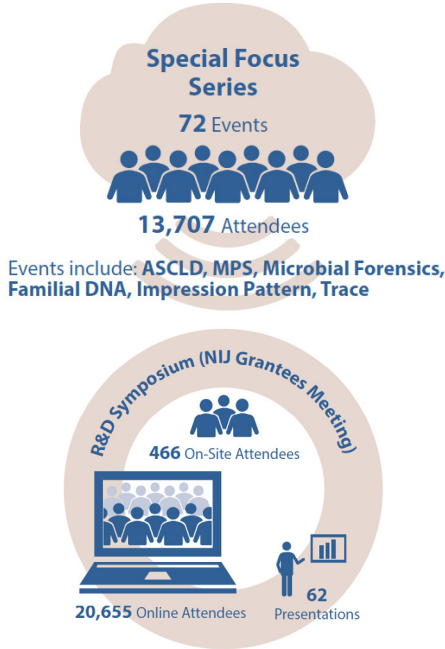 Special Focus
Series
72 Events
13,707 Attendees
Events include: ASCLD, MPS, Microbial Forensics,
Familial DNA, Impression Pattern, Trace
R&D Symposium (NIJ Grantees Meeting)
466 On-Site Attendees
20,655 Online Attendees
62
Presentations